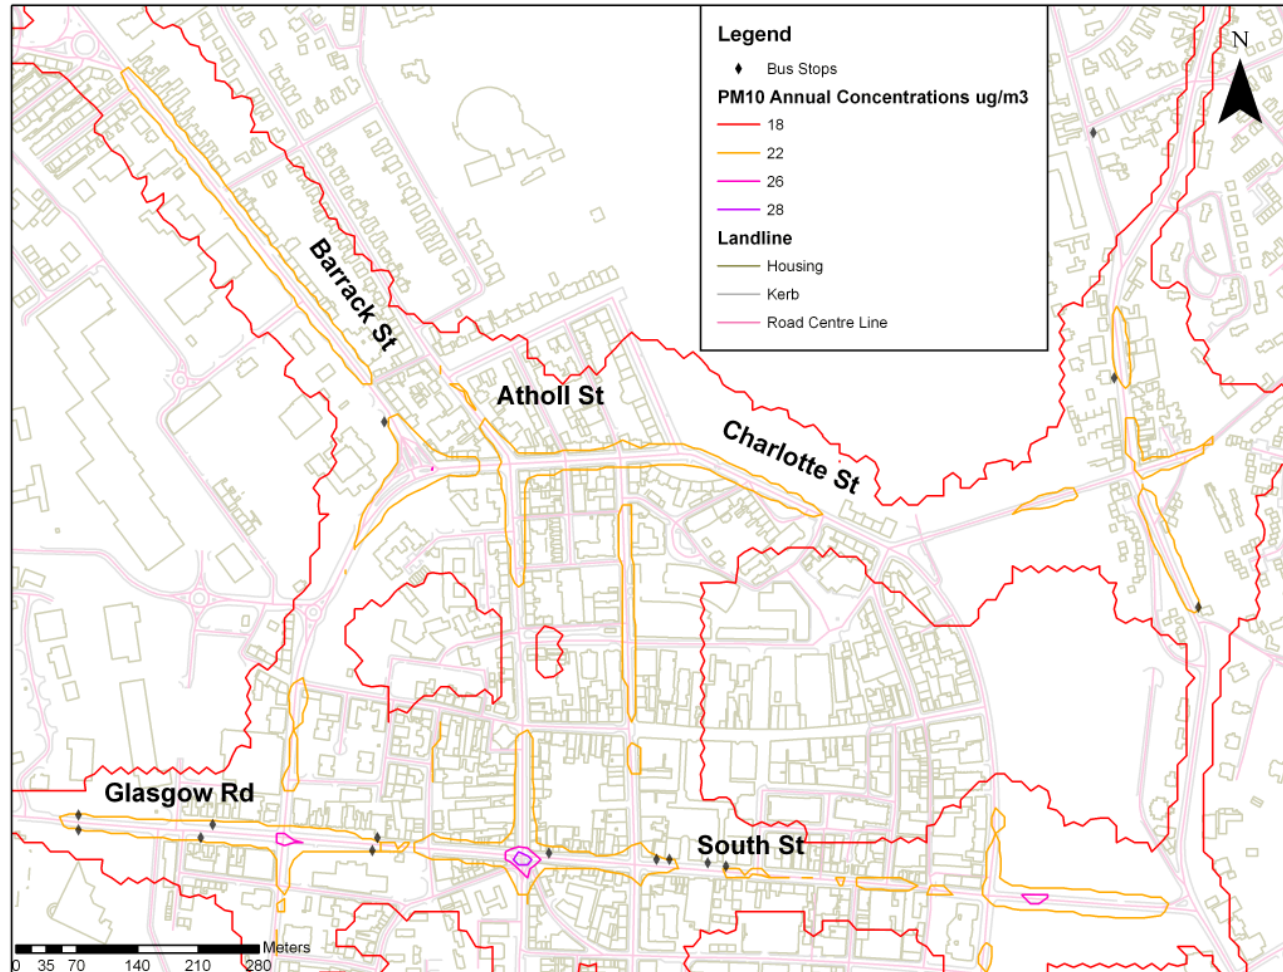 Legend
Bus Stops
PM10 Annual Concentrations ug/m3
18
22
26
28
Landline
Housing
Kerb
Road Centre Line
N
Barrack St
Atholl St
Charlotte St
Glasgow Rd
South St
Meters
0 35 70 140 210 280